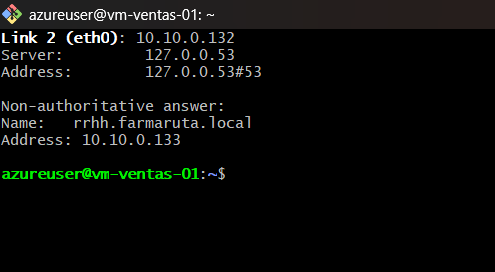 azureuser@vm-ventas-01: ~
Link 2 (eth0): 10.10.0.132
Server:         127.0.0.53
Address:        127.0.0.53#53

Non-authoritative answer:
Name:   rrhh.farmaruta.local
Address: 10.10.0.133

azureuser@vm-ventas-01:~$